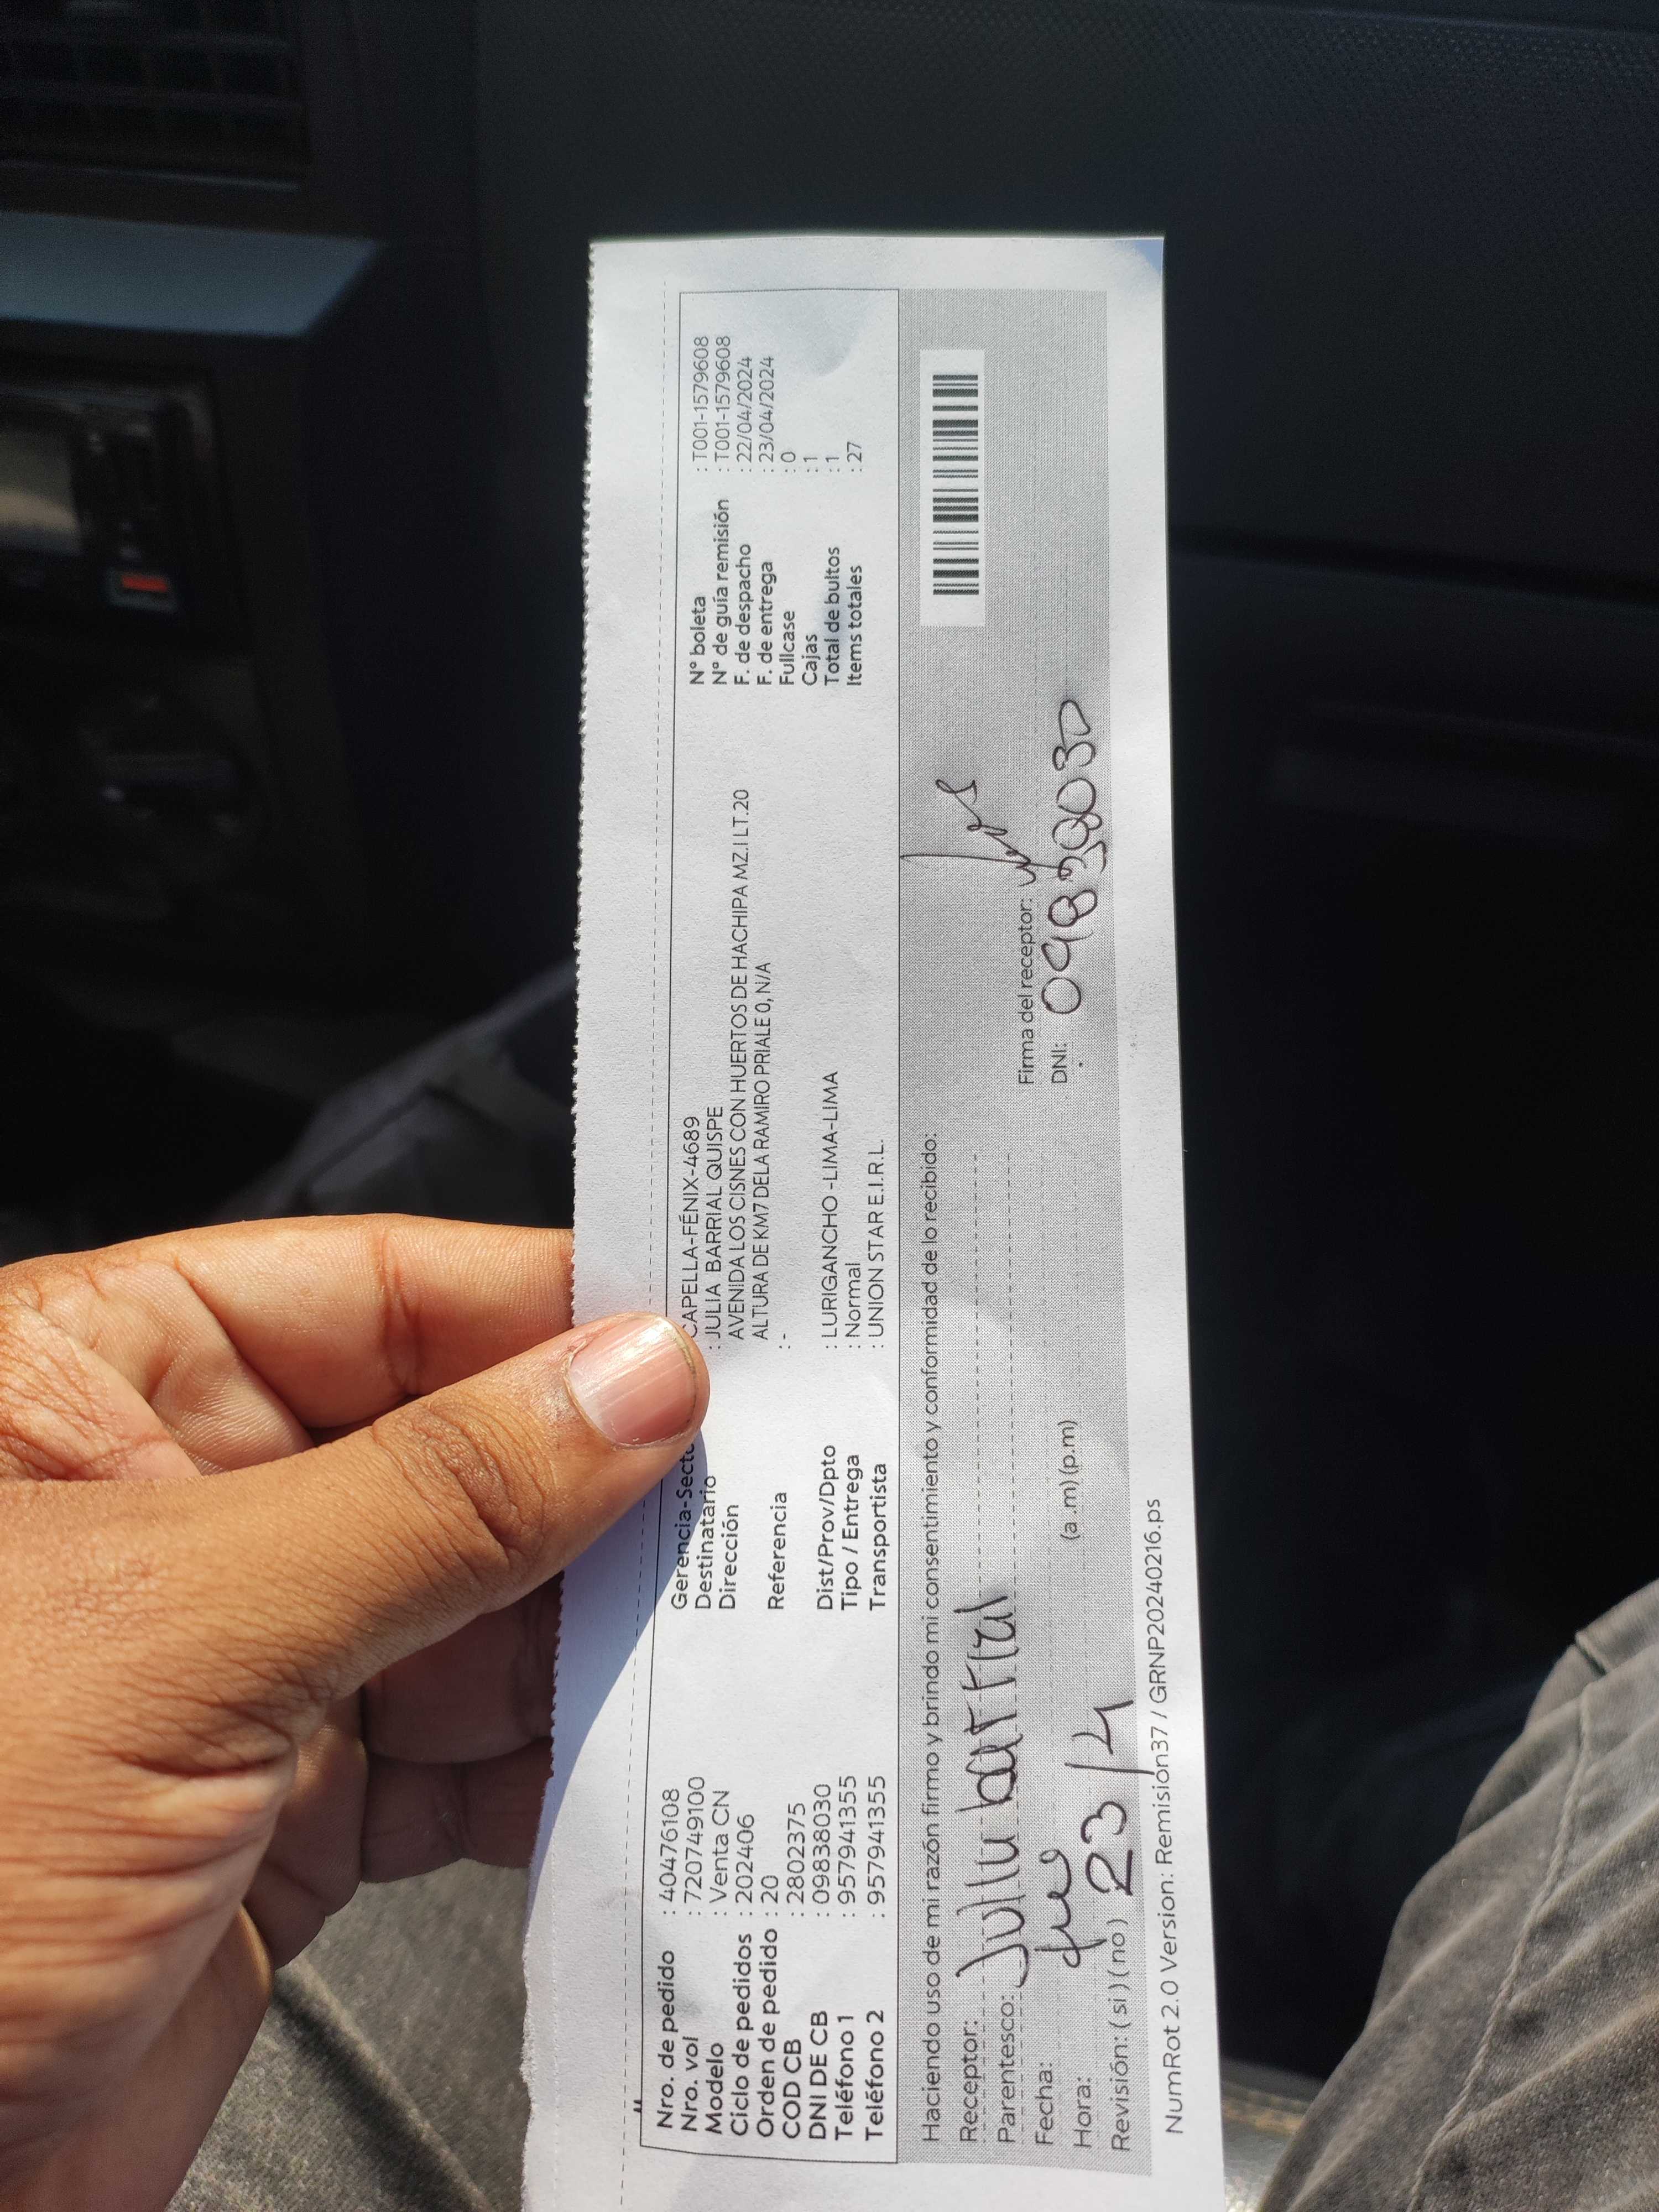 Nro. de pedido : 40476108
Nro. vol : 720749100
Modelo : Venta CN
Ciclo de pedidos : 202406
Orden de pedido : 20
COD CB : 2802375
DNI DE CB : 09838030
Teléfono 1 : 957941355
Teléfono 2 : 957941355
Gerencia-Secto CAPELLA-FÉNIX-4689
Destinatario : JULIA BARRIAL QUISPE
Dirección AVENIDA LOS CISNES CON HUERTOS DE HACHIPA MZ.I LT.20
ALTURA DE KM7 DELA RAMIRO PRIALE 0, N/A
Referencia : -
Dist/Prov/Dpto : LURIGANCHO -LIMA-LIMA
Tipo / Entrega : Normal
Transportista : UNION STAR E.I.R.L.
N° boleta : T001-1579608
N° de guía remisión : T001-1579608
F. de despacho : 22/04/2024
F. de entrega : 23/04/2024
Fullcase : 0
Cajas : 1
Total de bultos : 1
Items totales : 27
Haciendo uso de mi razón firmo y brindo mi consentimiento y conformidad de lo recibido:
Receptor: Julia barrial
Parentesco:
Fecha:
Hora: 23/4 (a.m) (p.m)
Revisión: (si) (no)
Firma del receptor:
DNI: 09838030
NumRot 2.0 Version: Remision37 / GRNP20240216.ps